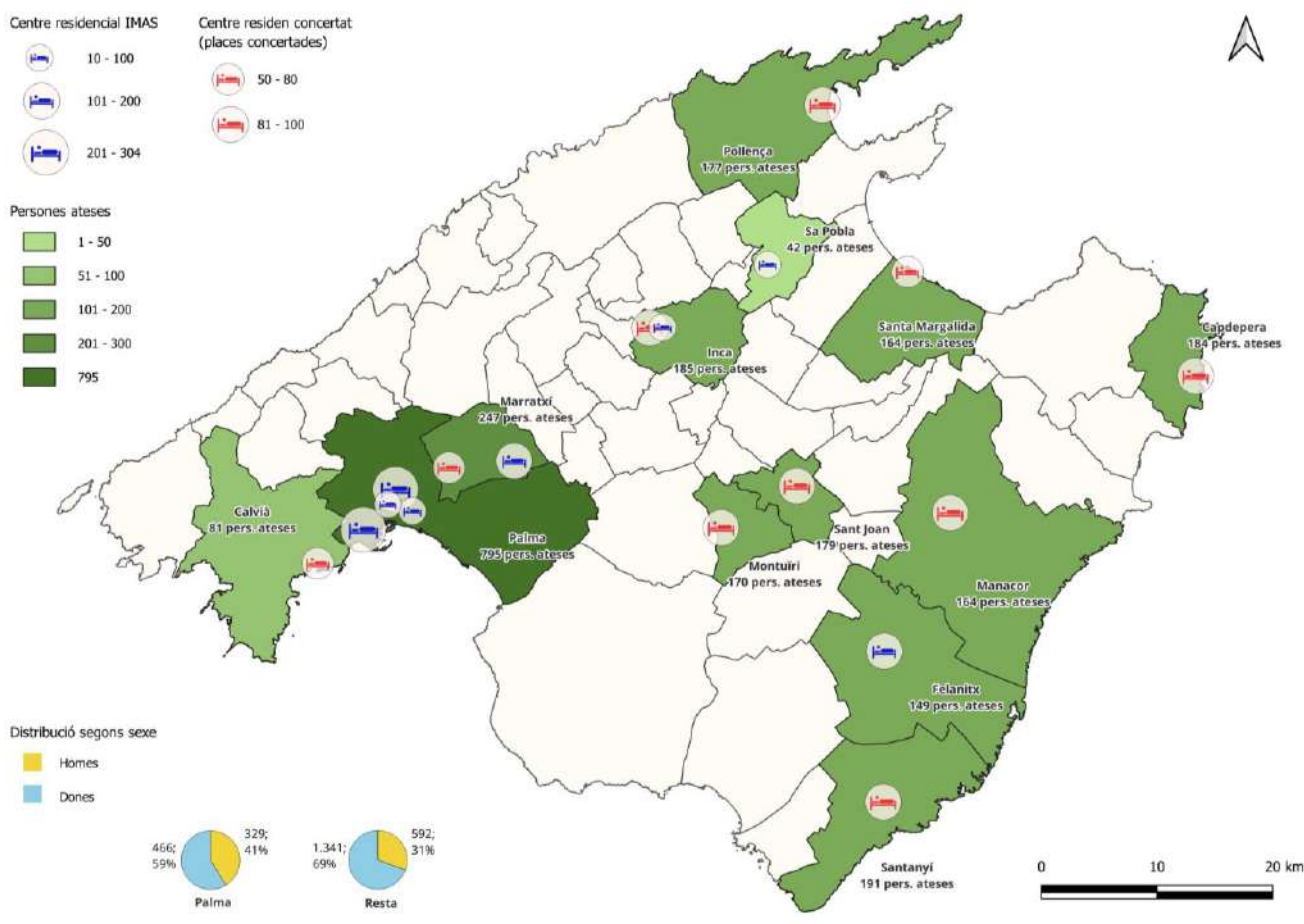 Centre residencial IMAS
10 - 100
101 - 200
201 - 304
Centre residen concertat
(places concertades)
50 - 80
81 - 100
Persones ateses
1 - 50
51 - 100
101 - 200
201 - 300
795
Pollença
177 pers. ateses
Sa Pobla
42 pers. ateses
Santa Margalida
164 pers. ateses
Capdepera
184 pers. ateses
Inca
185 pers. ateses
Marratxí
247 pers. ateses
Calvià
81 pers. ateses
Palma
795 pers. ateses
Sant Joan
179 pers. ateses
Montuïri
170 pers. ateses
Manacor
164 pers. ateses
Felanitx
149 pers. ateses
Santanyí
191 pers. ateses
Distribució segons sexe
Homes
Dones
466;
59%
329;
41%
Palma
1.341;
69%
592;
31%
Resta
0 10 20 km